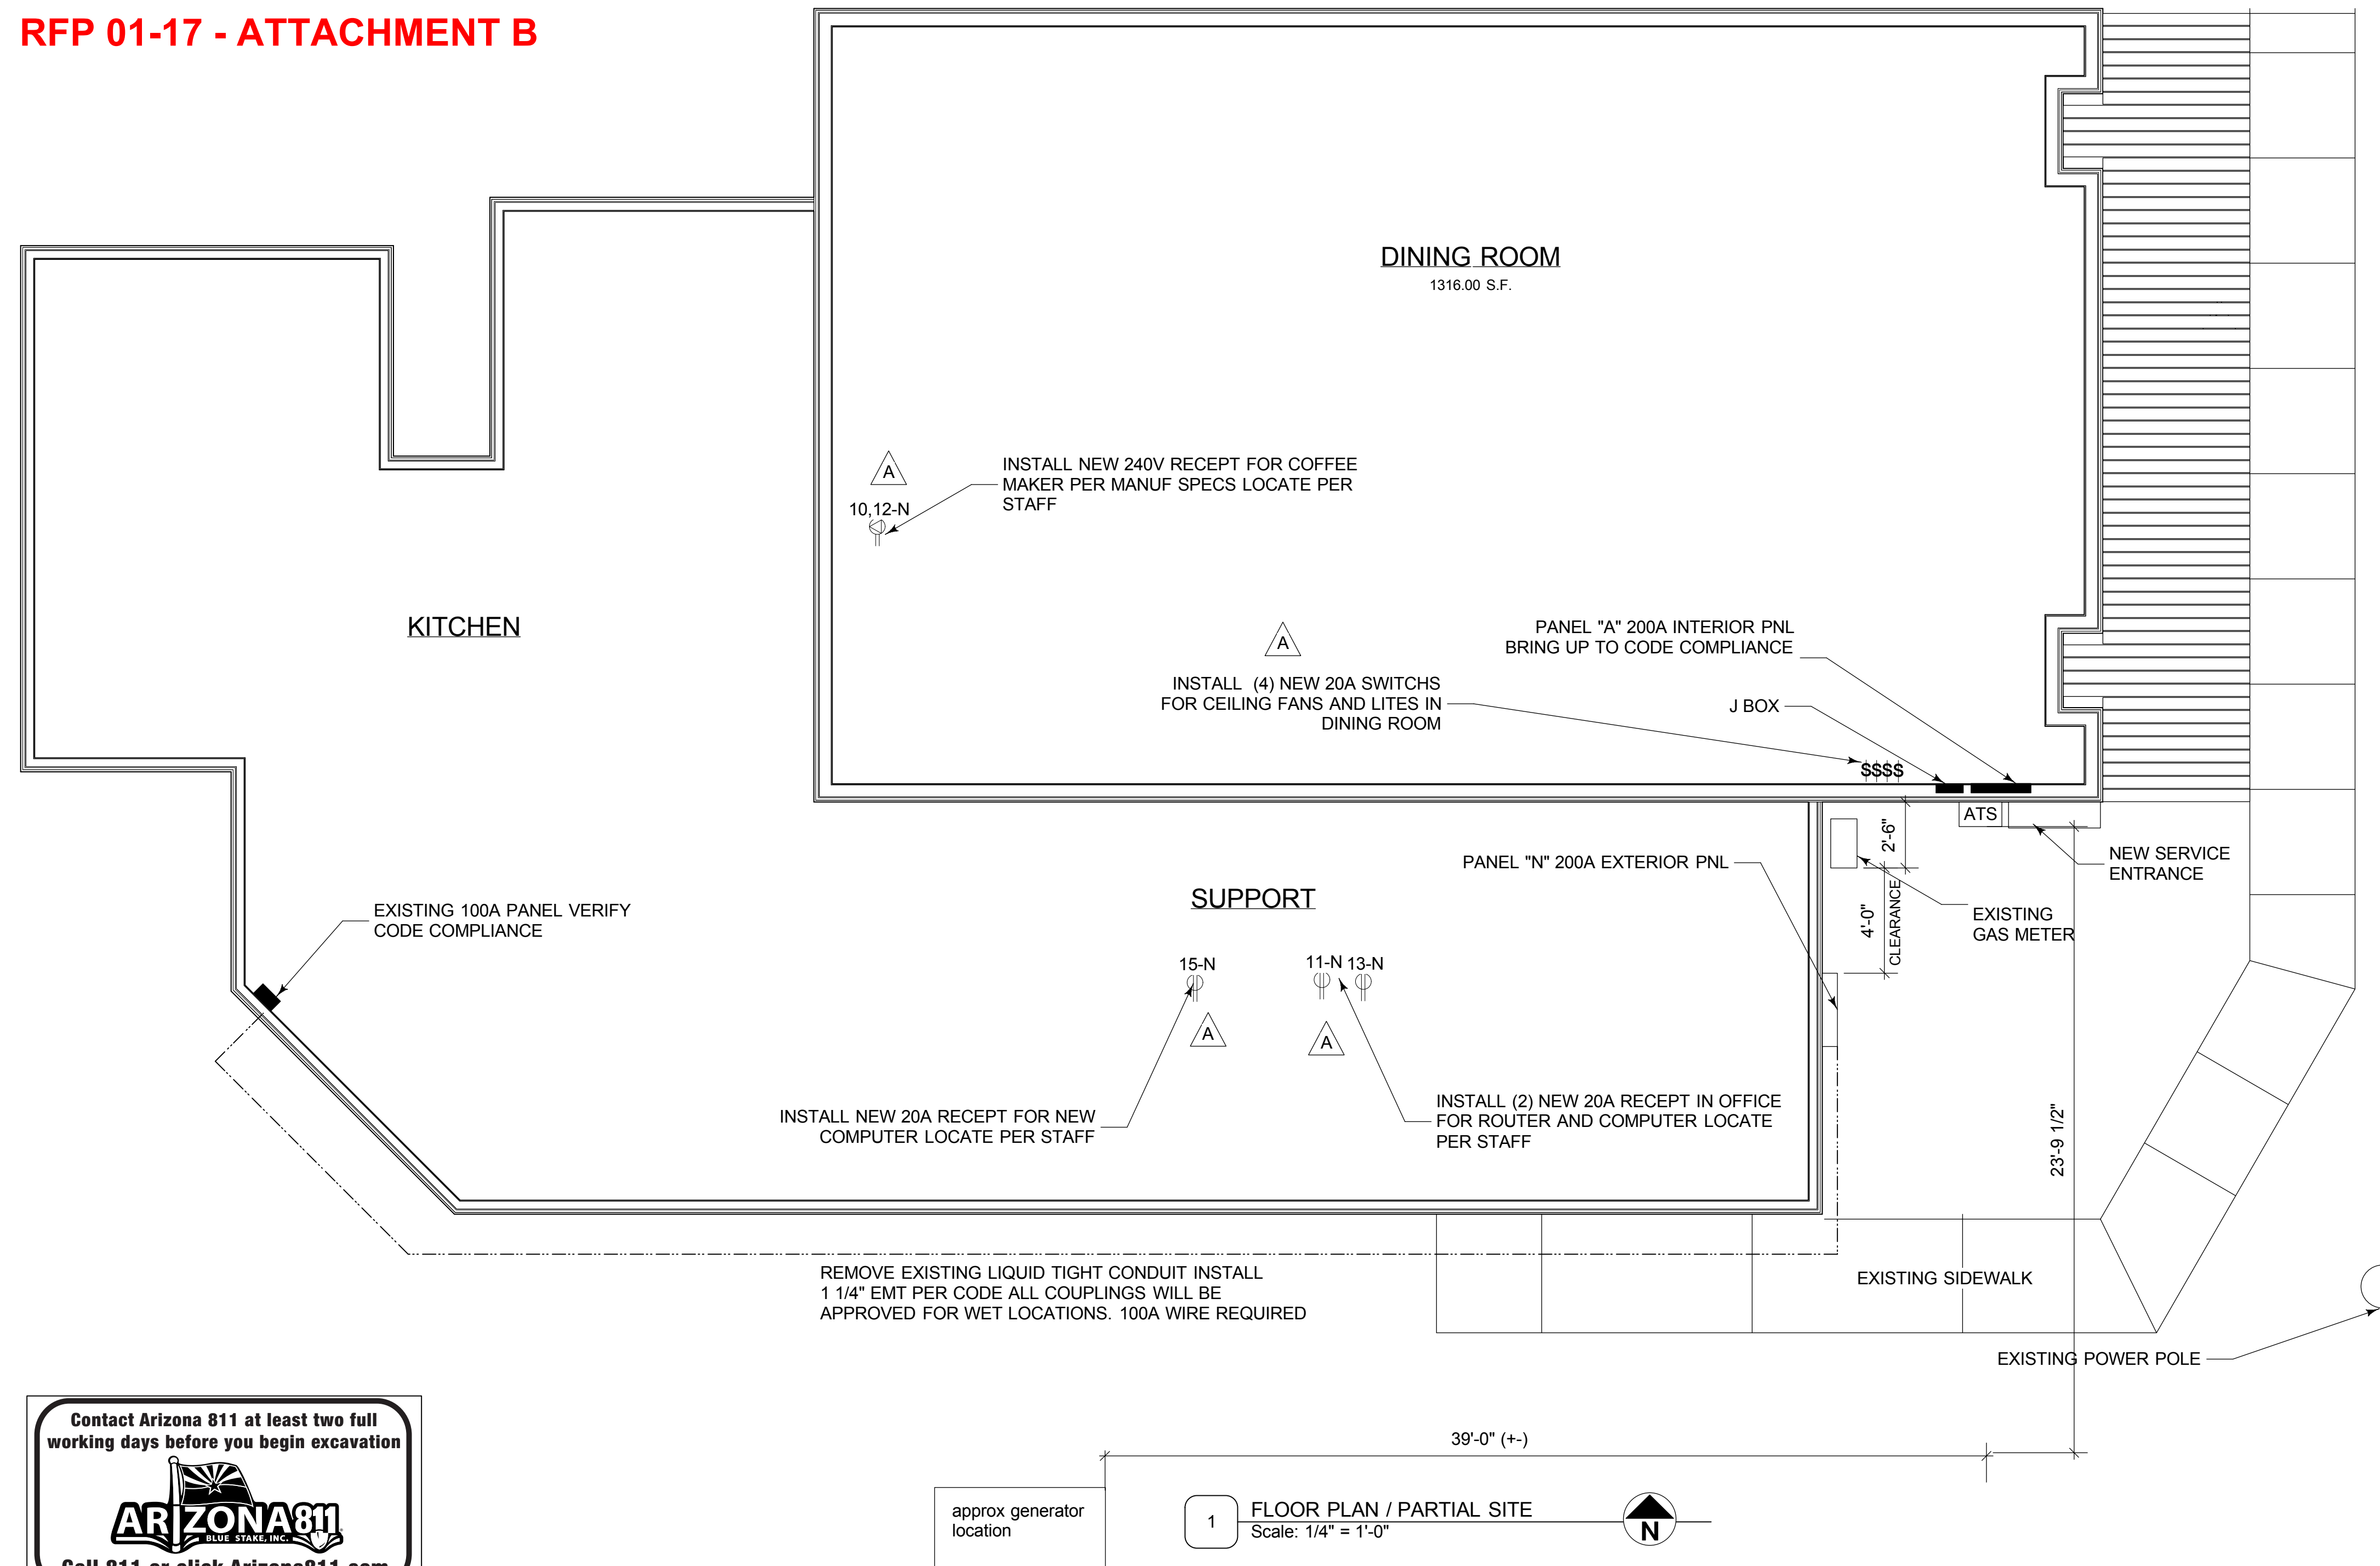 RFP 01-17 - ATTACHMENT B
DINING ROOM
1316.00 S.F.
A
INSTALL NEW 240V RECEPT FOR COFFEE
MAKER PER MANUF SPECS LOCATE PER
STAFF
10,12-N
KITCHEN
A
INSTALL (4) NEW 20A SWITCHS
FOR CEILING FANS AND LITES IN
DINING ROOM
PANEL "A" 200A INTERIOR PNL
BRING UP TO CODE COMPLIANCE
J BOX
$$$$
ATS
2'-6"
NEW SERVICE
ENTRANCE
PANEL "N" 200A EXTERIOR PNL
SUPPORT
4'-0"
CLEARANCE
EXISTING
GAS METER
EXISTING 100A PANEL VERIFY
CODE COMPLIANCE
15-N
11-N
13-N
A
A
INSTALL NEW 20A RECEPT FOR NEW
COMPUTER LOCATE PER STAFF
INSTALL (2) NEW 20A RECEPT IN OFFICE
FOR ROUTER AND COMPUTER LOCATE
PER STAFF
23'-9 1/2"
REMOVE EXISTING LIQUID TIGHT CONDUIT INSTALL
1 1/4" EMT PER CODE ALL COUPLINGS WILL BE
APPROVED FOR WET LOCATIONS. 100A WIRE REQUIRED
EXISTING SIDEWALK
EXISTING POWER POLE
39'-0" (+-)
approx generator
location
1
FLOOR PLAN / PARTIAL SITE
Scale: 1/4" = 1'-0"
N
Contact Arizona 811 at least two full
working days before you begin excavation
ARIZONA811
BLUE STAKE, INC.
Call 811 or click Arizona811.com